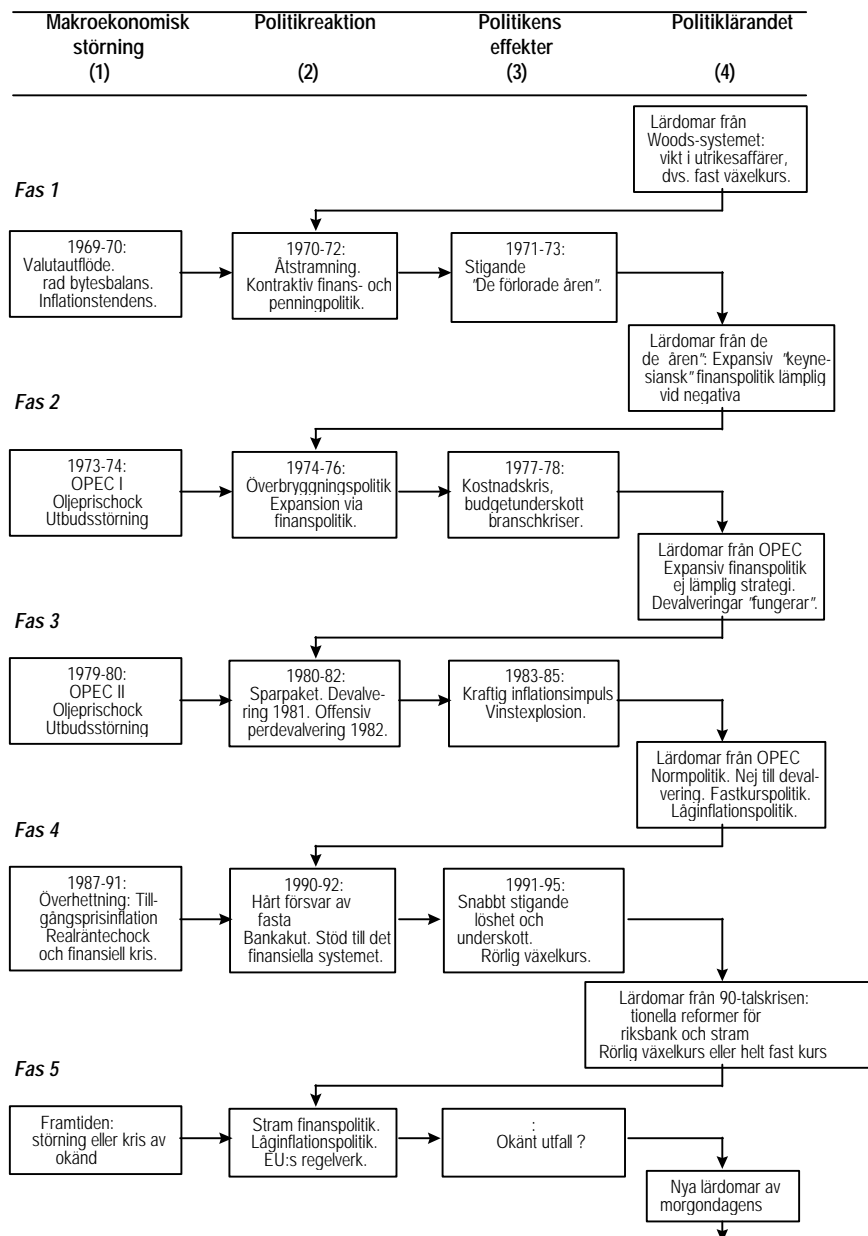 Makroekonomisk
störning
(1)
Politikreaktion
(2)
Politikens
effekter
(3)
Politiklärandet
(4)
Lärdomar från
Woods-systemet:
vikt i utrikesaffärer,
dvs. fast växelkurs.
Fas 1
1969-70:
Valutautflöde.
rad bytesbalans.
Inflationstendens.
1970-72:
Åtstramning.
Kontraktiv finans- och
penningpolitik.
1971-73:
Stigande
"De förlorade åren".
Lärdomar från de
de åren": Expansiv "keyne-
siansk" finanspolitik lämplig
vid negativa
Fas 2
1973-74:
OPEC I
Oljeprischock
Utbudsstörning
1974-76:
Överbryggningspolitik
Expansion via
finanspolitik.
1977-78:
Kostnadskris,
budgetunderskott
branschkriser.
Lärdomar från OPEC
Expansiv finanspolitik
ej lämplig strategi.
Devalveringar "fungerar".
Fas 3
1979-80:
OPEC II
Oljeprischock
Utbudsstörning
1980-82:
Sparpaket. Devalve-
ring 1981. Offensiv
perdevalvering 1982.
1983-85:
Kraftig inflationsimpuls
Vinstexplosion.
Lärdomar från OPEC
Normpolitik. Nej till deval-
vering. Fastkurspolitik.
Låginflationspolitik.
Fas 4
1987-91:
Överhettning: Till-
gångsprisinflation
Realräntechock
och finansiell kris.
1990-92:
Hårt försvar av
fasta
Bankakut. Stöd till det
finansiella systemet.
1991-95:
Snabbt stigande
löshet och
underskott.
Rörlig växelkurs.
Lärdomar från 90-talskrisen:
tionella reformer för
riksbank och stram
Rörlig växelkurs eller helt fast kurs
Fas 5
Framtiden:
störning eller kris av
okänd
Stram finanspolitik.
Låginflationspolitik.
EU:s regelverk.
:
Okänt utfall ?
Nya lärdomar av
morgondagens